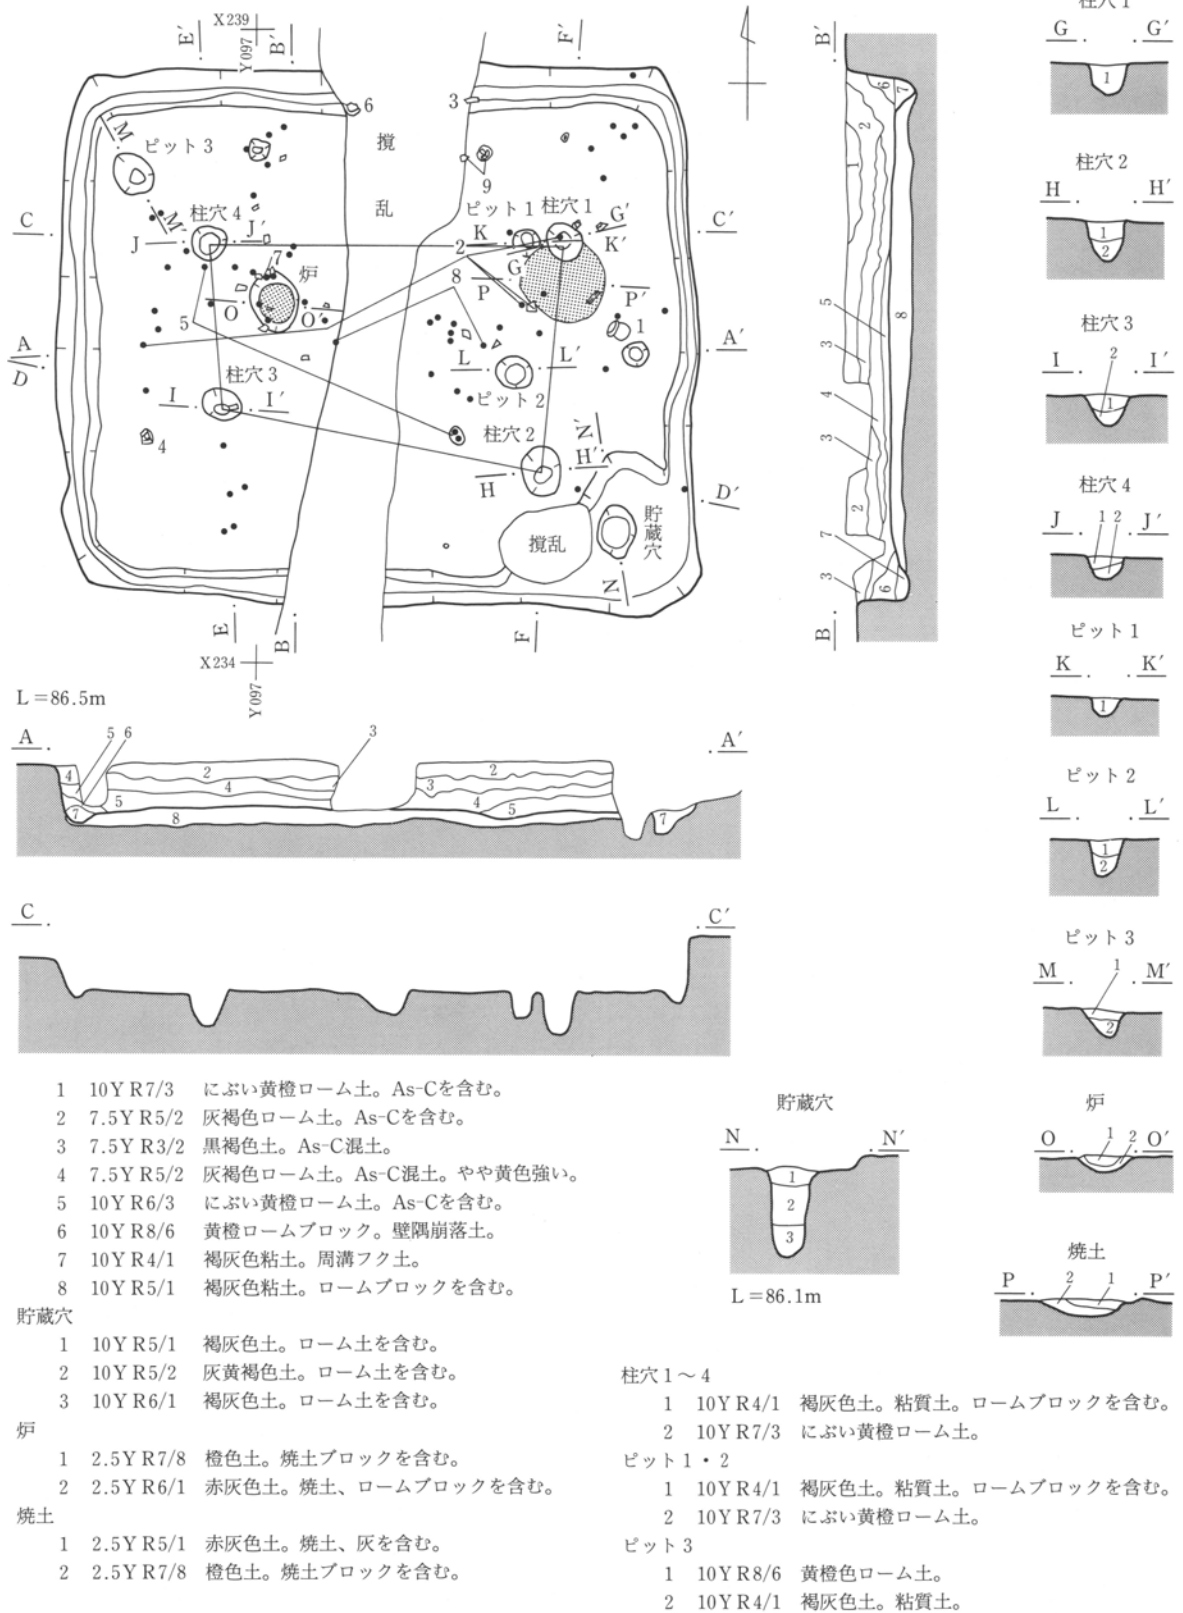 X239
Y097
E′
B′
F′
6
3
M
ピット3
撹
乱
9
C
M′
柱穴4
J
J′
ピット1
柱穴1
K
G′
K′
C′
2
7
炉
8
G
P
P′
O
O′
5
1
A
D
L
L′
A′
柱穴3
I
I′
ピット2
4
柱穴2
N′
H′
H
D′
撹乱
貯蔵穴
N
E
B
F
X234
Y097
B′
6
7
2
1
5
8
3
4
3
2
7
3
6
B
柱穴1
G
G′
1
柱穴2
H
H′
1
2
柱穴3
I
I′
2
1
柱穴4
J
J′
1
2
ピット1
K
K′
1
ピット2
L
L′
1
2
ピット3
M
M′
1
2
L=86.5m
A
A′
5 6
3
4
2
4
5
7
8
2
3
4
5
7
C
C′
1 10YR7/3 にぶい黄橙ローム土。As-Cを含む。
2 7.5YR5/2 灰褐色ローム土。As-Cを含む。
3 7.5YR3/2 黒褐色土。As-C混土。
4 7.5YR5/2 灰褐色ローム土。As-C混土。やや黄色強い。
5 10YR6/3 にぶい黄橙ローム土。As-Cを含む。
6 10YR8/6 黄橙ロームブロック。壁隅崩落土。
7 10YR4/1 褐灰色粘土。周溝フク土。
8 10YR5/1 褐灰色粘土。ロームブロックを含む。
貯蔵穴
1 10YR5/1 褐灰色土。ローム土を含む。
2 10YR5/2 灰黄褐色土。ローム土を含む。
3 10YR6/1 褐灰色土。ローム土を含む。
炉
1 2.5YR7/8 橙色土。焼土ブロックを含む。
2 2.5YR6/1 赤灰色土。焼土、ロームブロックを含む。
焼土
1 2.5YR5/1 赤灰色土。焼土、灰を含む。
2 2.5YR7/8 橙色土。焼土ブロックを含む。
貯蔵穴
N
N′
1
2
3
L=86.1m
炉
O
O′
1
2
焼土
P
P′
2
1
柱穴1～4
1 10YR4/1 褐灰色土。粘質土。ロームブロックを含む。
2 10YR7/3 にぶい黄橙ローム土。
ピット1・2
1 10YR4/1 褐灰色土。粘質土。ロームブロックを含む。
2 10YR7/3 にぶい黄橙ローム土。
ピット3
1 10YR8/6 黄橙色ローム土。
2 10YR4/1 褐灰色土。粘質土。